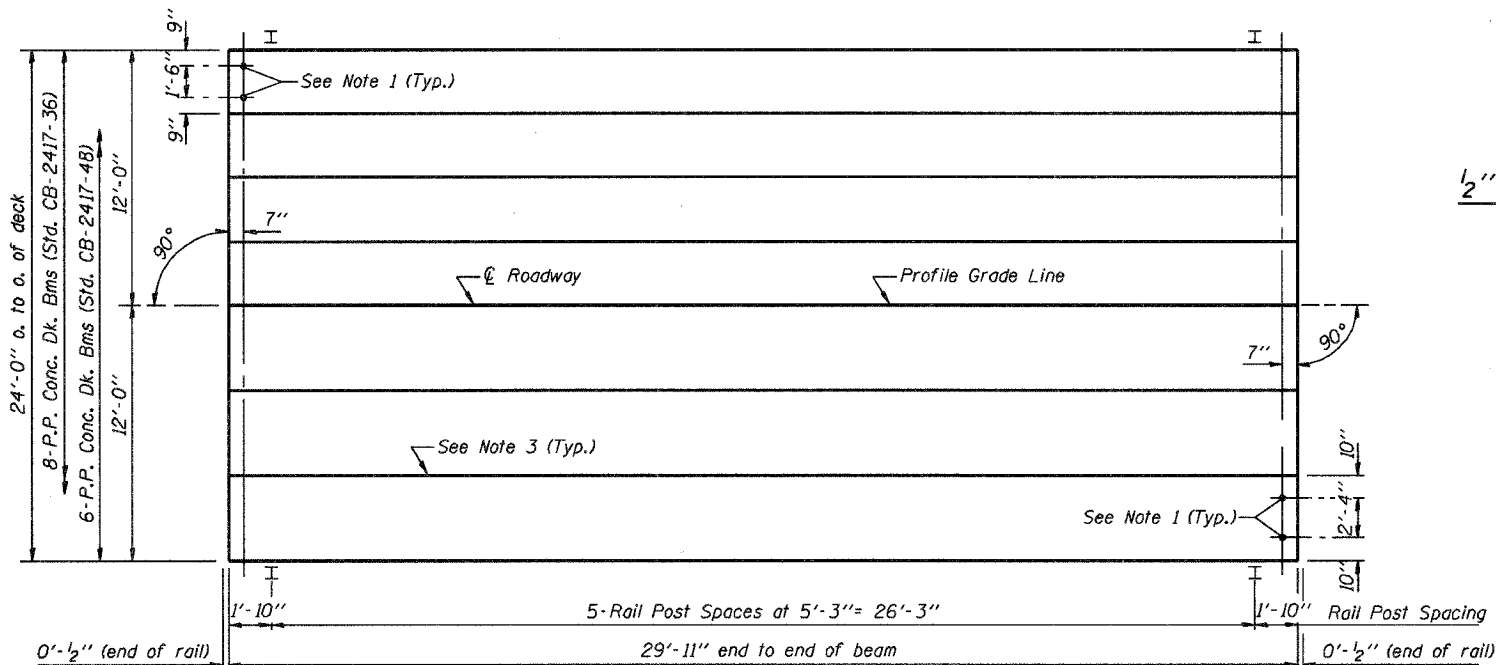 9"
1'-6"
9"
I
I
See Note 1 (Typ.)
24'-0" o. to o. of deck
8-P.P. Conc. Dk. Bms (Std. CB-2417-36)
6-P.P. Conc. Dk. Bms (Std. CB-2417-48)
12'-0"
12'-0"
90°
7"
½"
℄ Roadway
Profile Grade Line
7"
90°
See Note 3 (Typ.)
See Note 1 (Typ.)
10"
2'-4"
10"
I
I
1'-10"
5-Rail Post Spaces at 5'-3"= 26'-3"
1'-10"
Rail Post Spacing
0'-½" (end of rail)
29'-11" end to end of beam
0'-½" (end of rail)